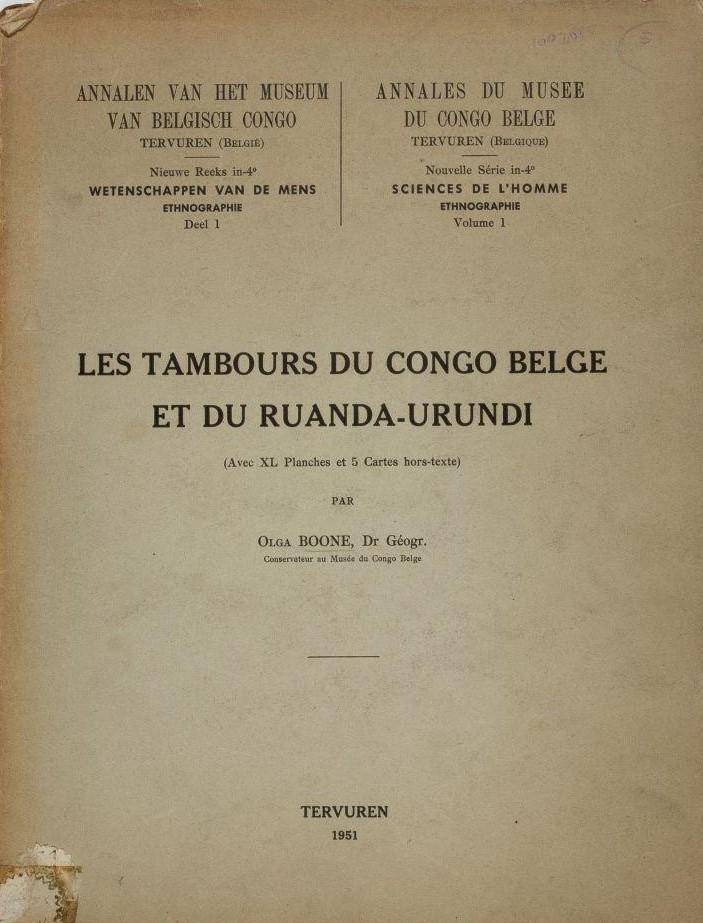 ANNALEN VAN HET MUSEUM
VAN BELGISCH CONGO
TERVUREN (BELGIË)
Nieuwe Reeks in-4°
WETENSCHAPPEN VAN DE MENS
ETHNOGRAPHIE
Deel 1
ANNALES DU MUSEE
DU CONGO BELGE
TERVUREN (BELGIQUE)
Nouvelle Série in-4°
SCIENCES DE L'HOMME
ETHNOGRAPHIE
Volume 1
LES TAMBOURS DU CONGO BELGE
ET DU RUANDA-URUNDI
(Avec XL Planches et 5 Cartes hors-texte)
PAR
OLGA BOONE, Dr Géogr.
Conservateur au Musée du Congo Belge
TERVUREN
1951